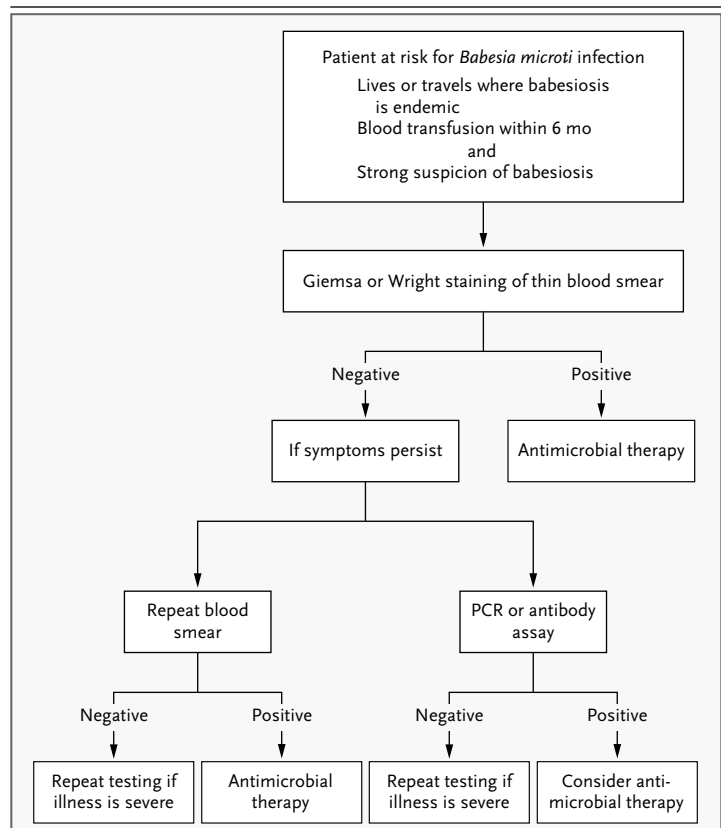 Patient at risk for Babesia microti infection
Lives or travels where babesiosis
is endemic
Blood transfusion within 6 mo
and
Strong suspicion of babesiosis
Giemsa or Wright staining of thin blood smear
Negative
Positive
If symptoms persist
Antimicrobial therapy
Repeat blood
smear
PCR or antibody
assay
Negative
Positive
Negative
Positive
Repeat testing if
illness is severe
Antimicrobial
therapy
Repeat testing if
illness is severe
Consider anti-
microbial therapy